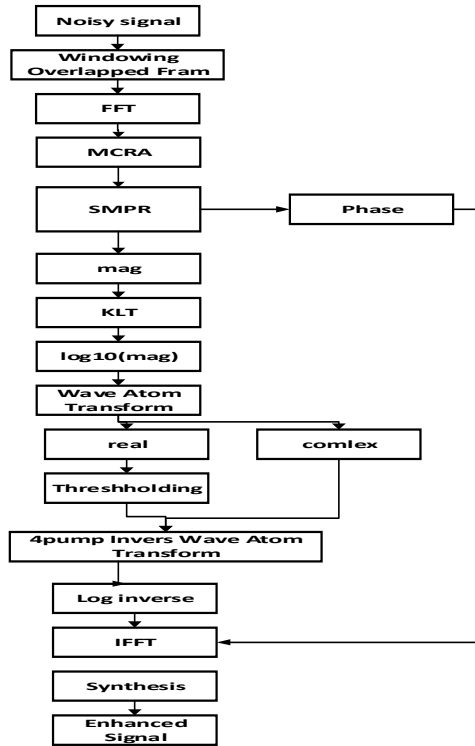 Noisy signal
Windowing
Overlapped Fram
FFT
MCRA
SMPR
Phase
mag
KLT
log10(mag)
Wave Atom
Transform
real
comlex
Threshholding
4pump Invers Wave Atom
Transform
Log inverse
IFFT
Synthesis
Enhanced
Signal